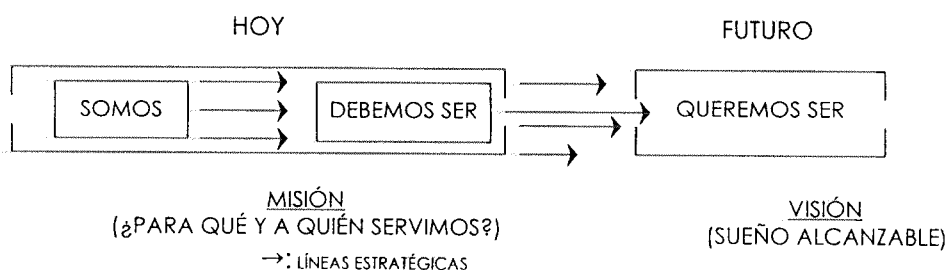 HOY FUTURO
SOMOS DEBEMOS SER QUEREMOS SER
MISIÓN
(¿PARA QUÉ Y A QUIÉN SERVIMOS?)
→: LÍNEAS ESTRATÉGICAS
VISIÓN
(SUEÑO ALCANZABLE)